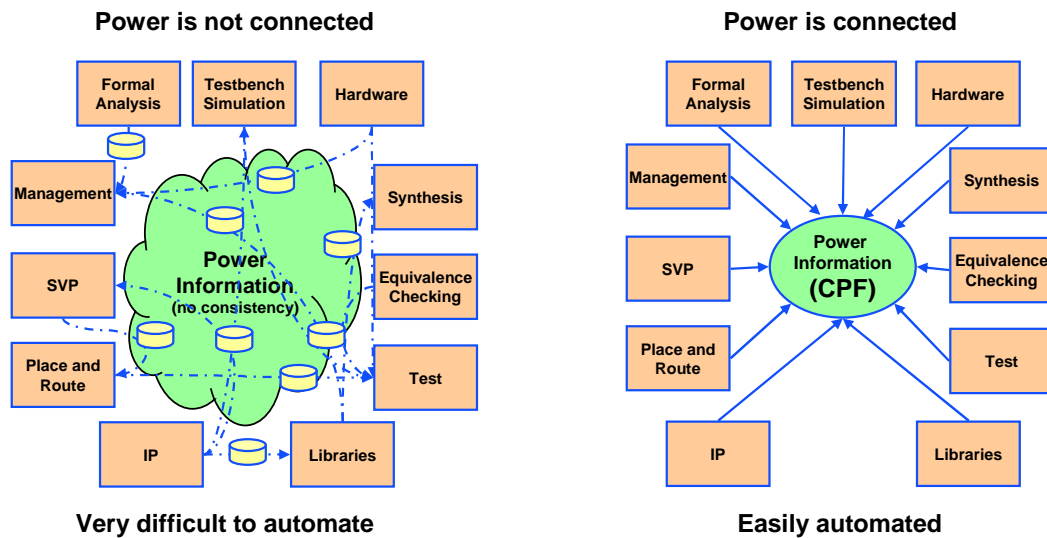 Power is not connected
Formal
Analysis
Testbench
Simulation
Hardware
Management
Synthesis
Power
Information
(no consistency)
SVP
Equivalence
Checking
Place and
Route
Test
IP
Libraries
Very difficult to automate
Power is connected
Formal
Analysis
Testbench
Simulation
Hardware
Management
Synthesis
Power
Information
(CPF)
SVP
Equivalence
Checking
Place and
Route
Test
IP
Libraries
Easily automated